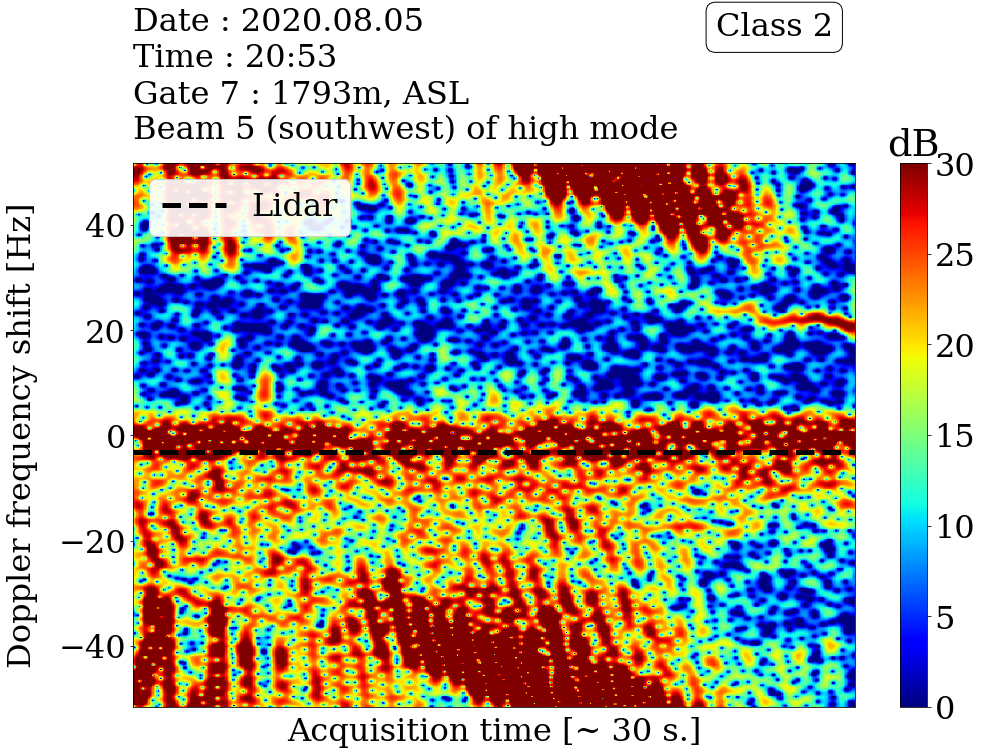 Date : 2020.08.05
Time : 20:53
Gate 7 : 1793m, ASL
Beam 5 (southwest) of high mode
Class 2
dB
Lidar
Doppler frequency shift [Hz]
40
20
0
−20
−40
30
25
20
15
10
5
0
Acquisition time [~ 30 s.]